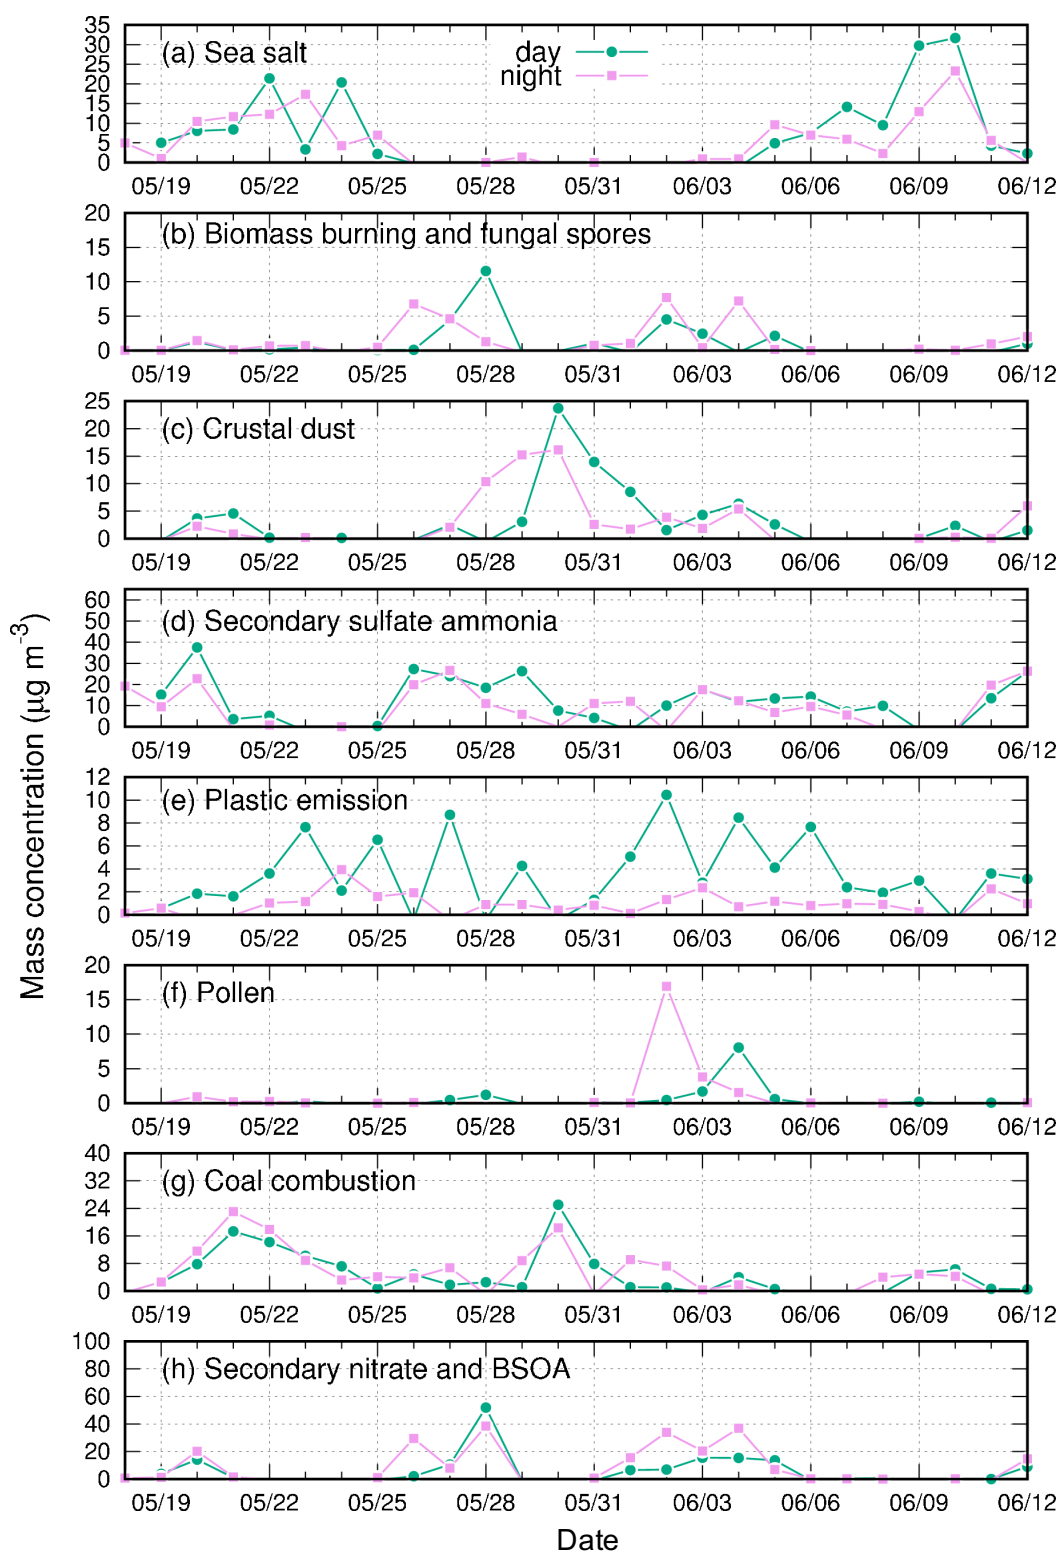 35
30
25
20
15
10
5
0
(a) Sea salt
day
night
05/19 05/22 05/25 05/28 05/31 06/03 06/06 06/09 06/12
20
15
10
5
0
(b) Biomass burning and fungal spores
05/19 05/22 05/25 05/28 05/31 06/03 06/06 06/09 06/12
25
20
15
10
5
0
(c) Crustal dust
05/19 05/22 05/25 05/28 05/31 06/03 06/06 06/09 06/12
60
50
40
30
20
10
0
(d) Secondary sulfate ammonia
05/19 05/22 05/25 05/28 05/31 06/03 06/06 06/09 06/12
Mass concentration (μg m⁻³)
12
10
8
6
4
2
0
(e) Plastic emission
05/19 05/22 05/25 05/28 05/31 06/03 06/06 06/09 06/12
20
15
10
5
0
(f) Pollen
05/19 05/22 05/25 05/28 05/31 06/03 06/06 06/09 06/12
40
32
24
16
8
0
(g) Coal combustion
05/19 05/22 05/25 05/28 05/31 06/03 06/06 06/09 06/12
100
80
60
40
20
0
(h) Secondary nitrate and BSOA
05/19 05/22 05/25 05/28 05/31 06/03 06/06 06/09 06/12
Date